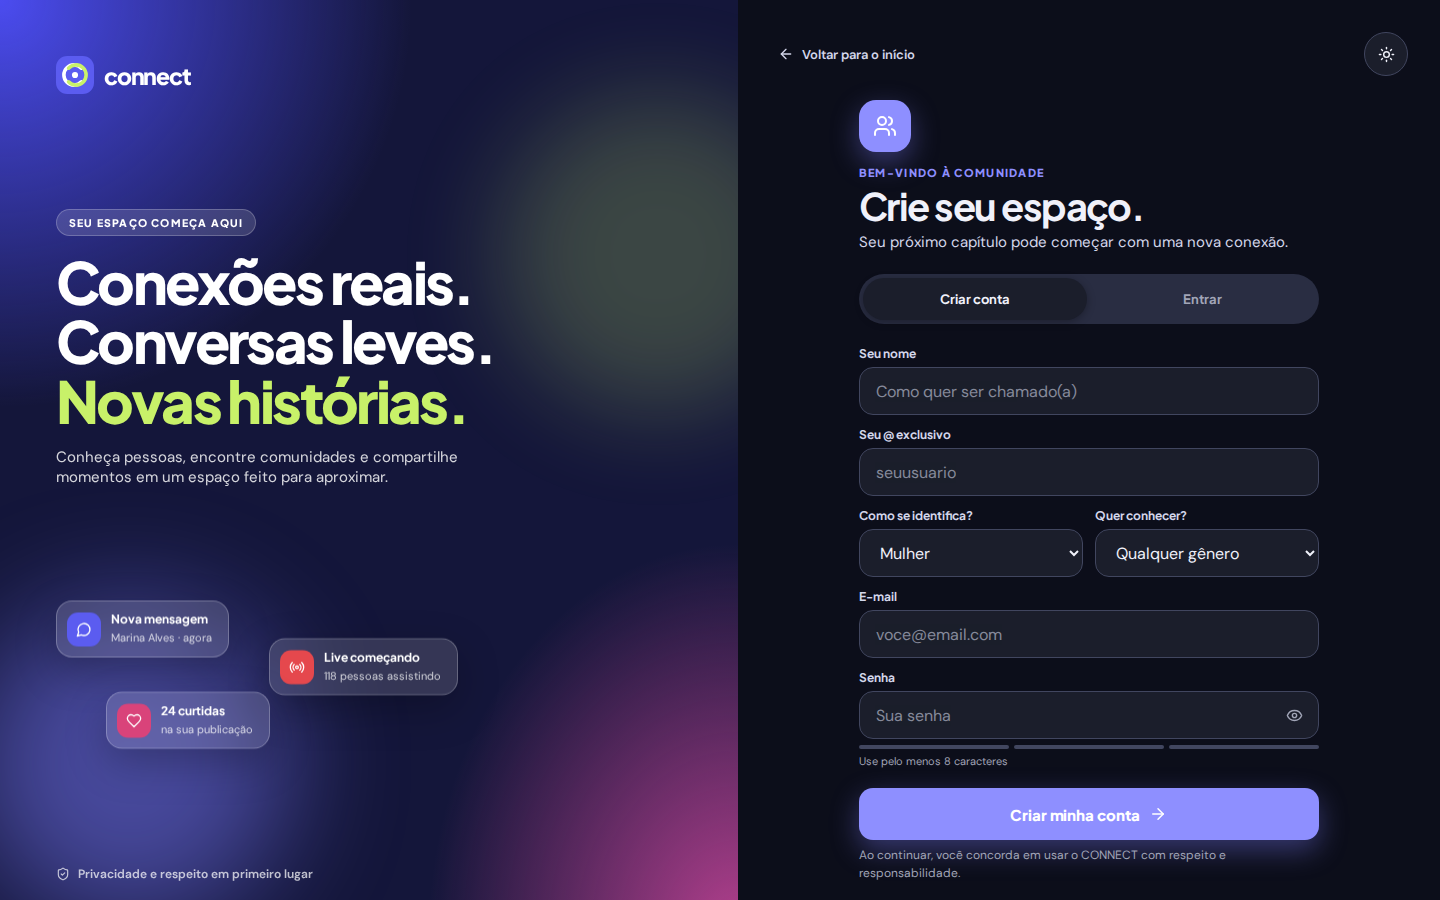 connect
SEU ESPAÇO COMEÇA AQUI
Conexões reais.
Conversas leves.
Novas histórias.
Conheça pessoas, encontre comunidades e compartilhe
momentos em um espaço feito para aproximar.
Nova mensagem
Marina Alves · agora
Live começando
118 pessoas assistindo
24 curtidas
na sua publicação
Privacidade e respeito em primeiro lugar
Voltar para o início
BEM-VINDO À COMUNIDADE
Crie seu espaço.
Seu próximo capítulo pode começar com uma nova conexão.
Criar conta
Entrar
Seu nome
Como quer ser chamado(a)
Seu @ exclusivo
seuusuario
Como se identifica?
Quer conhecer?
Mulher
Qualquer gênero
E-mail
voce@email.com
Senha
Sua senha
Use pelo menos 8 caracteres
Criar minha conta
Ao continuar, você concorda em usar o CONNECT com respeito e
responsabilidade.